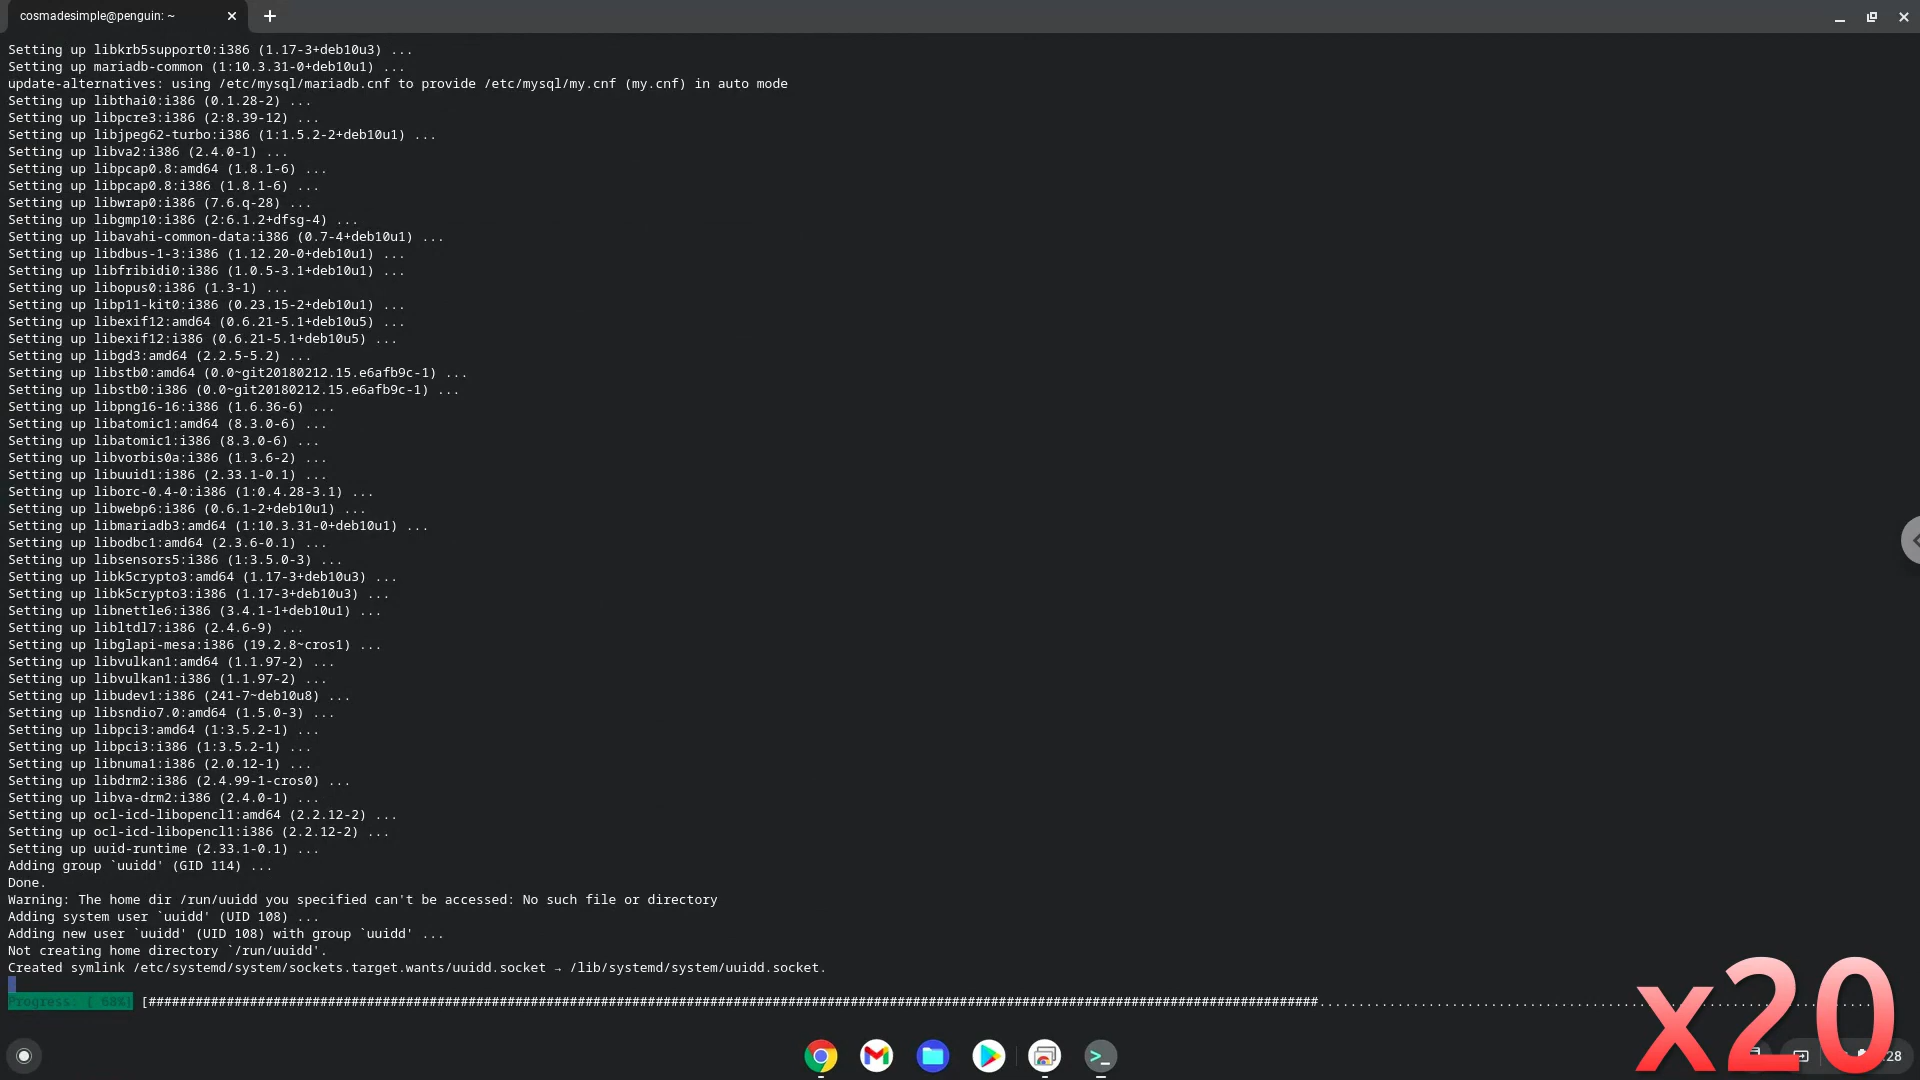 cosmadesimple@penguin: ~
Setting up libkrb5support0:i386 (1.17-3+deb10u3) ...
Setting up mariadb-common (1:10.3.31-0+deb10u1) ...
update-alternatives: using /etc/mysql/mariadb.cnf to provide /etc/mysql/my.cnf (my.cnf) in auto mode
Setting up libthai0:i386 (0.1.28-2) ...
Setting up libpcre3:i386 (2:8.39-12) ...
Setting up libjpeg62-turbo:i386 (1:1.5.2-2+deb10u1) ...
Setting up libva2:i386 (2.4.0-1) ...
Setting up libpcap0.8:amd64 (1.8.1-6) ...
Setting up libpcap0.8:i386 (1.8.1-6) ...
Setting up libwrap0:i386 (7.6.q-28) ...
Setting up libgmp10:i386 (2:6.1.2+dfsg-4) ...
Setting up libavahi-common-data:i386 (0.7-4+deb10u1) ...
Setting up libdbus-1-3:i386 (1.12.20-0+deb10u1) ...
Setting up libfribidi0:i386 (1.0.5-3.1+deb10u1) ...
Setting up libopus0:i386 (1.3-1) ...
Setting up libp11-kit0:i386 (0.23.15-2+deb10u1) ...
Setting up libexif12:amd64 (0.6.21-5.1+deb10u5) ...
Setting up libexif12:i386 (0.6.21-5.1+deb10u5) ...
Setting up libgd3:amd64 (2.2.5-5.2) ...
Setting up libstb0:amd64 (0.0~git20180212.15.e6afb9c-1) ...
Setting up libstb0:i386 (0.0~git20180212.15.e6afb9c-1) ...
Setting up libpng16-16:i386 (1.6.36-6) ...
Setting up libatomic1:amd64 (8.3.0-6) ...
Setting up libatomic1:i386 (8.3.0-6) ...
Setting up libvorbis0a:i386 (1.3.6-2) ...
Setting up libuuid1:i386 (2.33.1-0.1) ...
Setting up liborc-0.4-0:i386 (1:0.4.28-3.1) ...
Setting up libwebp6:i386 (0.6.1-2+deb10u1) ...
Setting up libmariadb3:amd64 (1:10.3.31-0+deb10u1) ...
Setting up libodbc1:amd64 (2.3.6-0.1) ...
Setting up libsensors5:i386 (1:3.5.0-3) ...
Setting up libk5crypto3:amd64 (1.17-3+deb10u3) ...
Setting up libk5crypto3:i386 (1.17-3+deb10u3) ...
Setting up libnettle6:i386 (3.4.1-1+deb10u1) ...
Setting up libltdl7:i386 (2.4.6-9) ...
Setting up libglapi-mesa:i386 (19.2.8~cros1) ...
Setting up libvulkan1:amd64 (1.1.97-2) ...
Setting up libvulkan1:i386 (1.1.97-2) ...
Setting up libudev1:i386 (241-7~deb10u8) ...
Setting up libsndio7.0:amd64 (1.5.0-3) ...
Setting up libpci3:amd64 (1:3.5.2-1) ...
Setting up libpci3:i386 (1:3.5.2-1) ...
Setting up libnuma1:i386 (2.0.12-1) ...
Setting up libdrm2:i386 (2.4.99-1-cros0) ...
Setting up libva-drm2:i386 (2.4.0-1) ...
Setting up ocl-icd-libopencl1:amd64 (2.2.12-2) ...
Setting up ocl-icd-libopencl1:i386 (2.2.12-2) ...
Setting up uuid-runtime (2.33.1-0.1) ...
Adding group `uuidd' (GID 114) ...
Done.
Warning: The home dir /run/uuidd you specified can't be accessed: No such file or directory
Adding system user `uuidd' (UID 108) ...
Adding new user `uuidd' (UID 108) with group `uuidd' ...
Not creating home directory `/run/uuidd'.
Created symlink /etc/systemd/system/sockets.target.wants/uuidd.socket → /lib/systemd/system/uuidd.socket.
Progress: [ 68%]
x20
:28